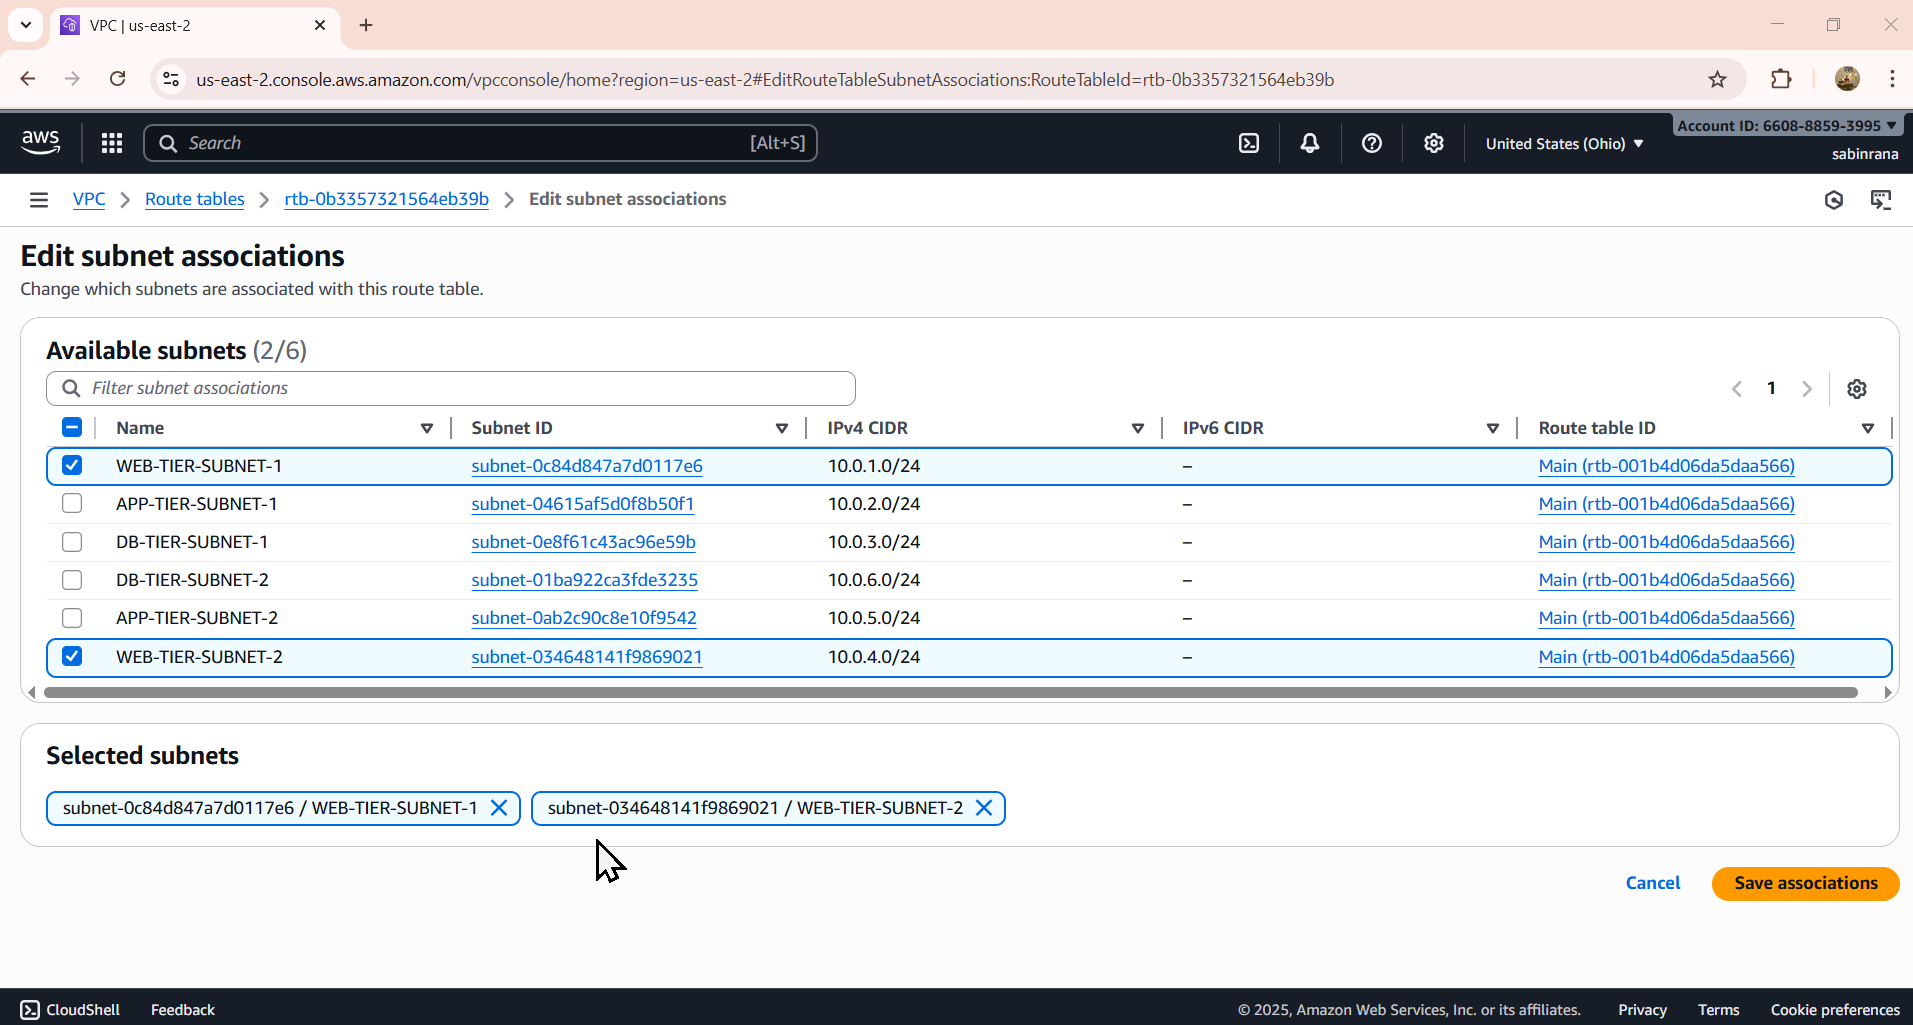 VPC | us-east-2
us-east-2.console.aws.amazon.com/vpcconsole/home?region=us-east-2#EditRouteTableSubnetAssociations:RouteTableId=rtb-0b3357321564eb39b
aws Search [Alt+S] United States (Ohio) Account ID: 6608-8859-3995
sabinrana
VPC Route tables rtb-0b3357321564eb39b Edit subnet associations
Edit subnet associations
Change which subnets are associated with this route table.
Available subnets (2/6)
Filter subnet associations 1
Name Subnet ID IPv4 CIDR IPv6 CIDR Route table ID
WEB-TIER-SUBNET-1 subnet-0c84d847a7d0117e6 10.0.1.0/24 – Main (rtb-001b4d06da5daa566)
APP-TIER-SUBNET-1 subnet-04615af5d0f8b50f1 10.0.2.0/24 – Main (rtb-001b4d06da5daa566)
DB-TIER-SUBNET-1 subnet-0e8f61c43ac96e59b 10.0.3.0/24 – Main (rtb-001b4d06da5daa566)
DB-TIER-SUBNET-2 subnet-01ba922ca3fde3235 10.0.6.0/24 – Main (rtb-001b4d06da5daa566)
APP-TIER-SUBNET-2 subnet-0ab2c90c8e10f9542 10.0.5.0/24 – Main (rtb-001b4d06da5daa566)
WEB-TIER-SUBNET-2 subnet-034648141f9869021 10.0.4.0/24 – Main (rtb-001b4d06da5daa566)
Selected subnets
subnet-0c84d847a7d0117e6 / WEB-TIER-SUBNET-1 subnet-034648141f9869021 / WEB-TIER-SUBNET-2
Cancel Save associations
CloudShell Feedback © 2025, Amazon Web Services, Inc. or its affiliates. Privacy Terms Cookie preferences